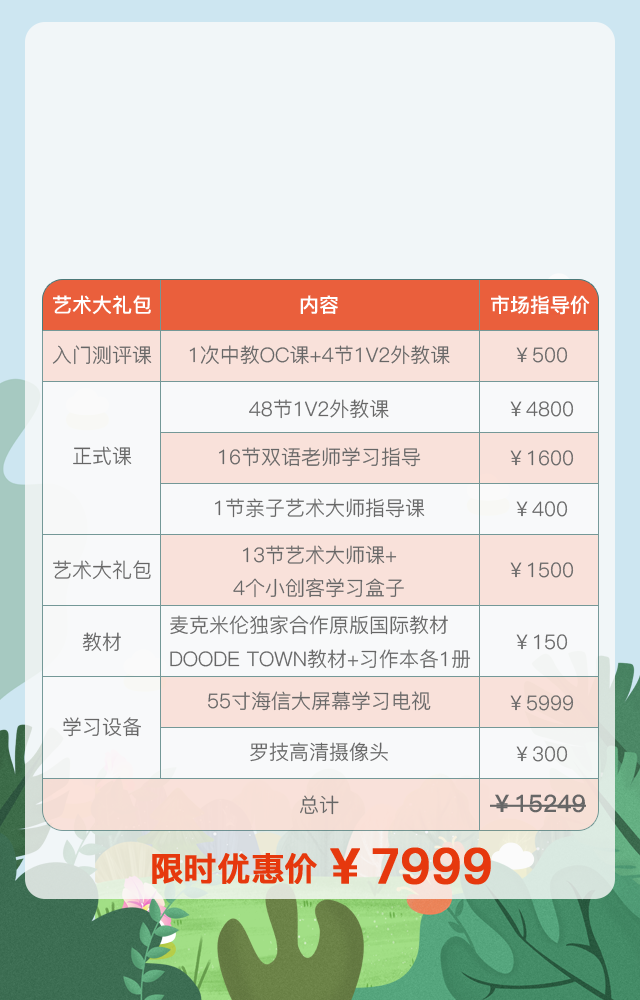 艺术大礼包 内容 市场指导价
入门测评课 1次中教OC课+4节1V2外教课 ￥500
48节1V2外教课 ￥4800
正式课 16节双语老师学习指导 ￥1600
1节亲子艺术大师指导课 ￥400
艺术大礼包 13节艺术大师课+ ￥1500
4个小创客学习盒子
教材 麦克米伦独家合作原版国际教材 ￥150
DOODE TOWN教材+习作本各1册
学习设备 55寸海信大屏幕学习电视 ￥5999
罗技高清摄像头 ￥300
总计 ￥15249
限时优惠价 ￥7999